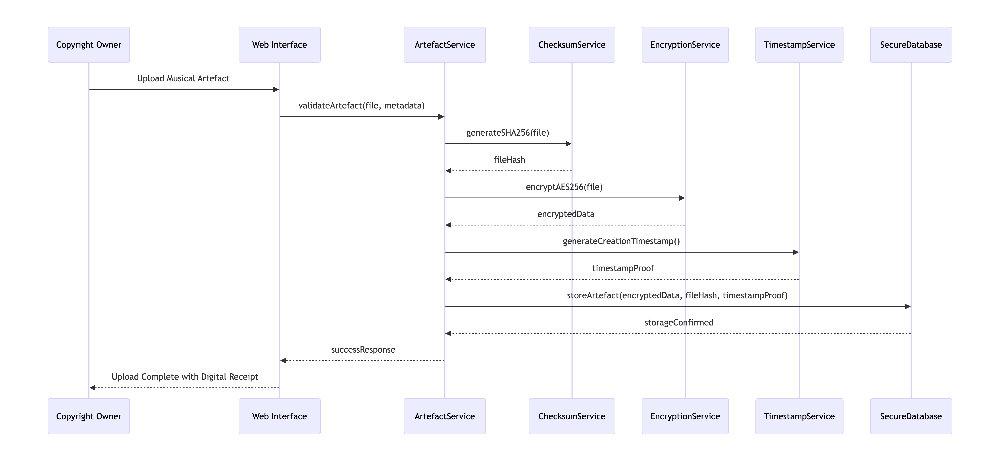 Copyright Owner
Web Interface
ArtefactService
ChecksumService
EncryptionService
TimestampService
SecureDatabase
Upload Musical Artefact
validateArtefact(file, metadata)
generateSHA256(file)
fileHash
encryptAES256(file)
encryptedData
generateCreationTimestamp()
timestampProof
storeArtefact(encryptedData, fileHash, timestampProof)
storageConfirmed
successResponse
Upload Complete with Digital Receipt
Copyright Owner
Web Interface
ArtefactService
ChecksumService
EncryptionService
TimestampService
SecureDatabase